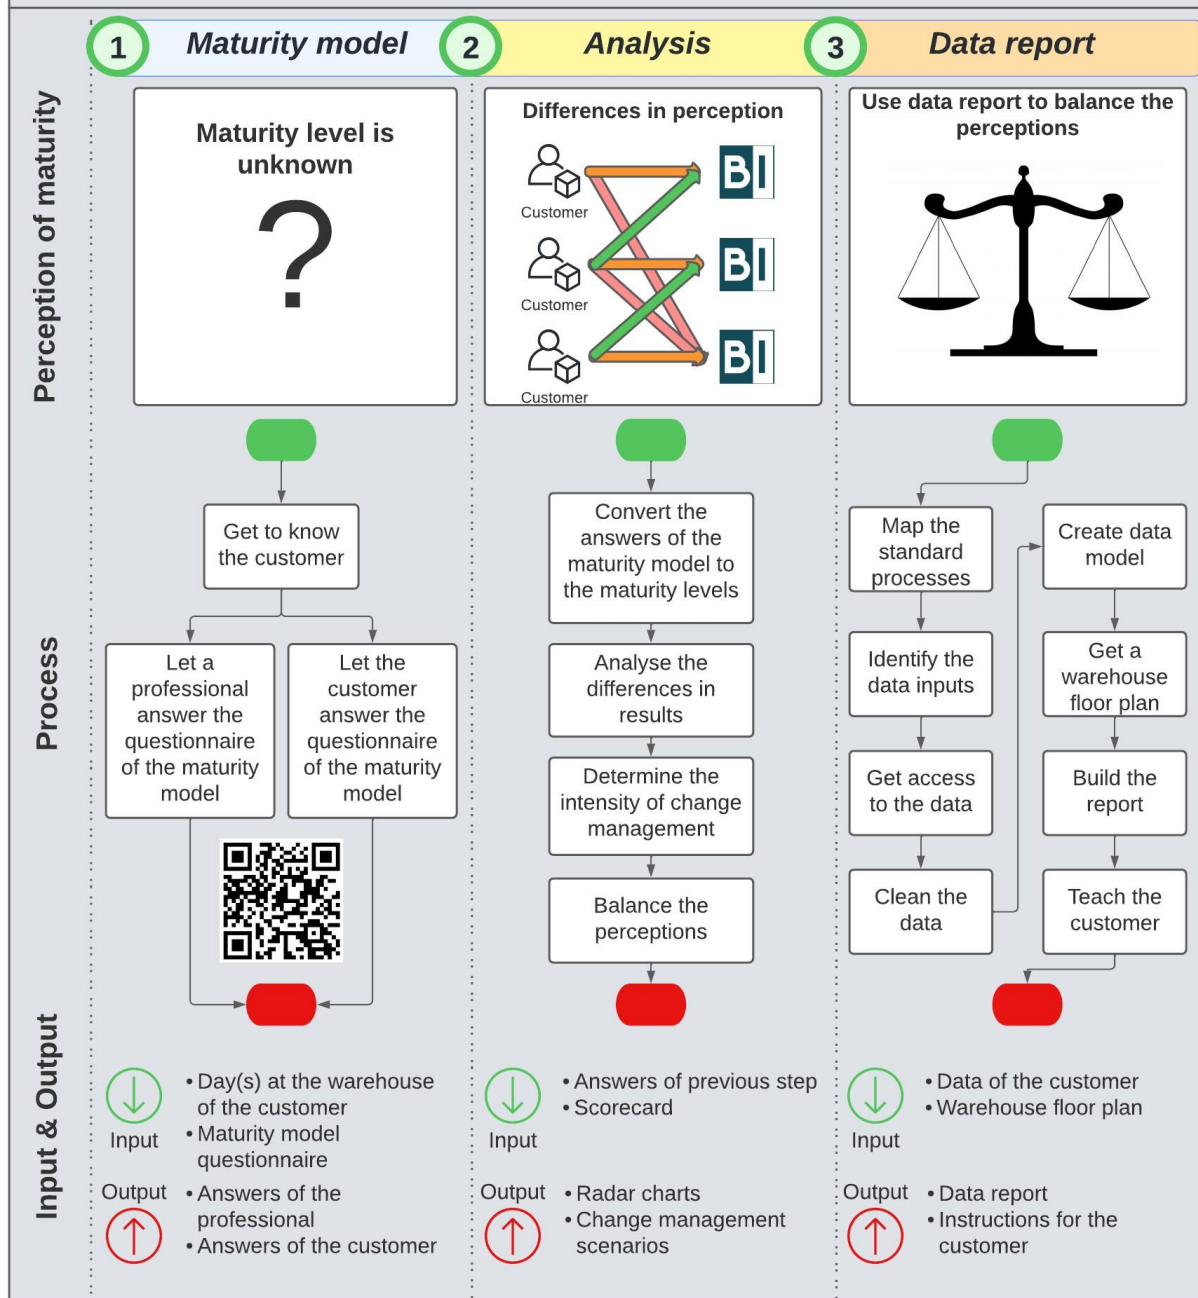 1
Maturity model
2
Analysis
3
Data report
Perception of maturity
Maturity level is
unknown
?
Differences in perception
Customer
BI
Customer
BI
Customer
BI
Use data report to balance the
perceptions
Process
Get to know
the customer
Let a
professional
answer the
questionnaire
of the maturity
model
Let the
customer
answer the
questionnaire
of the maturity
model
Convert the
answers of the
maturity model to
the maturity levels
Analyse the
differences in
results
Determine the
intensity of change
management
Balance the
perceptions
Map the
standard
processes
Identify the
data inputs
Get access
to the data
Clean the
data
Create data
model
Get a
warehouse
floor plan
Build the
report
Teach the
customer
Input & Output
Input
• Day(s) at the warehouse
of the customer
• Maturity model
questionnaire
Output
• Answers of the
professional
• Answers of the customer
Input
• Answers of previous step
• Scorecard
Output
• Radar charts
• Change management
scenarios
Input
• Data of the customer
• Warehouse floor plan
Output
• Data report
• Instructions for the
customer